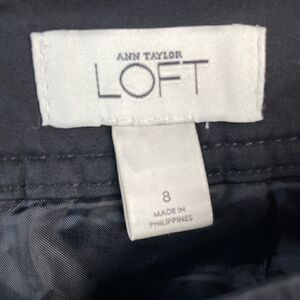 ANN TAYLOR
LOFT
8
MADE IN
PHILIPPINES